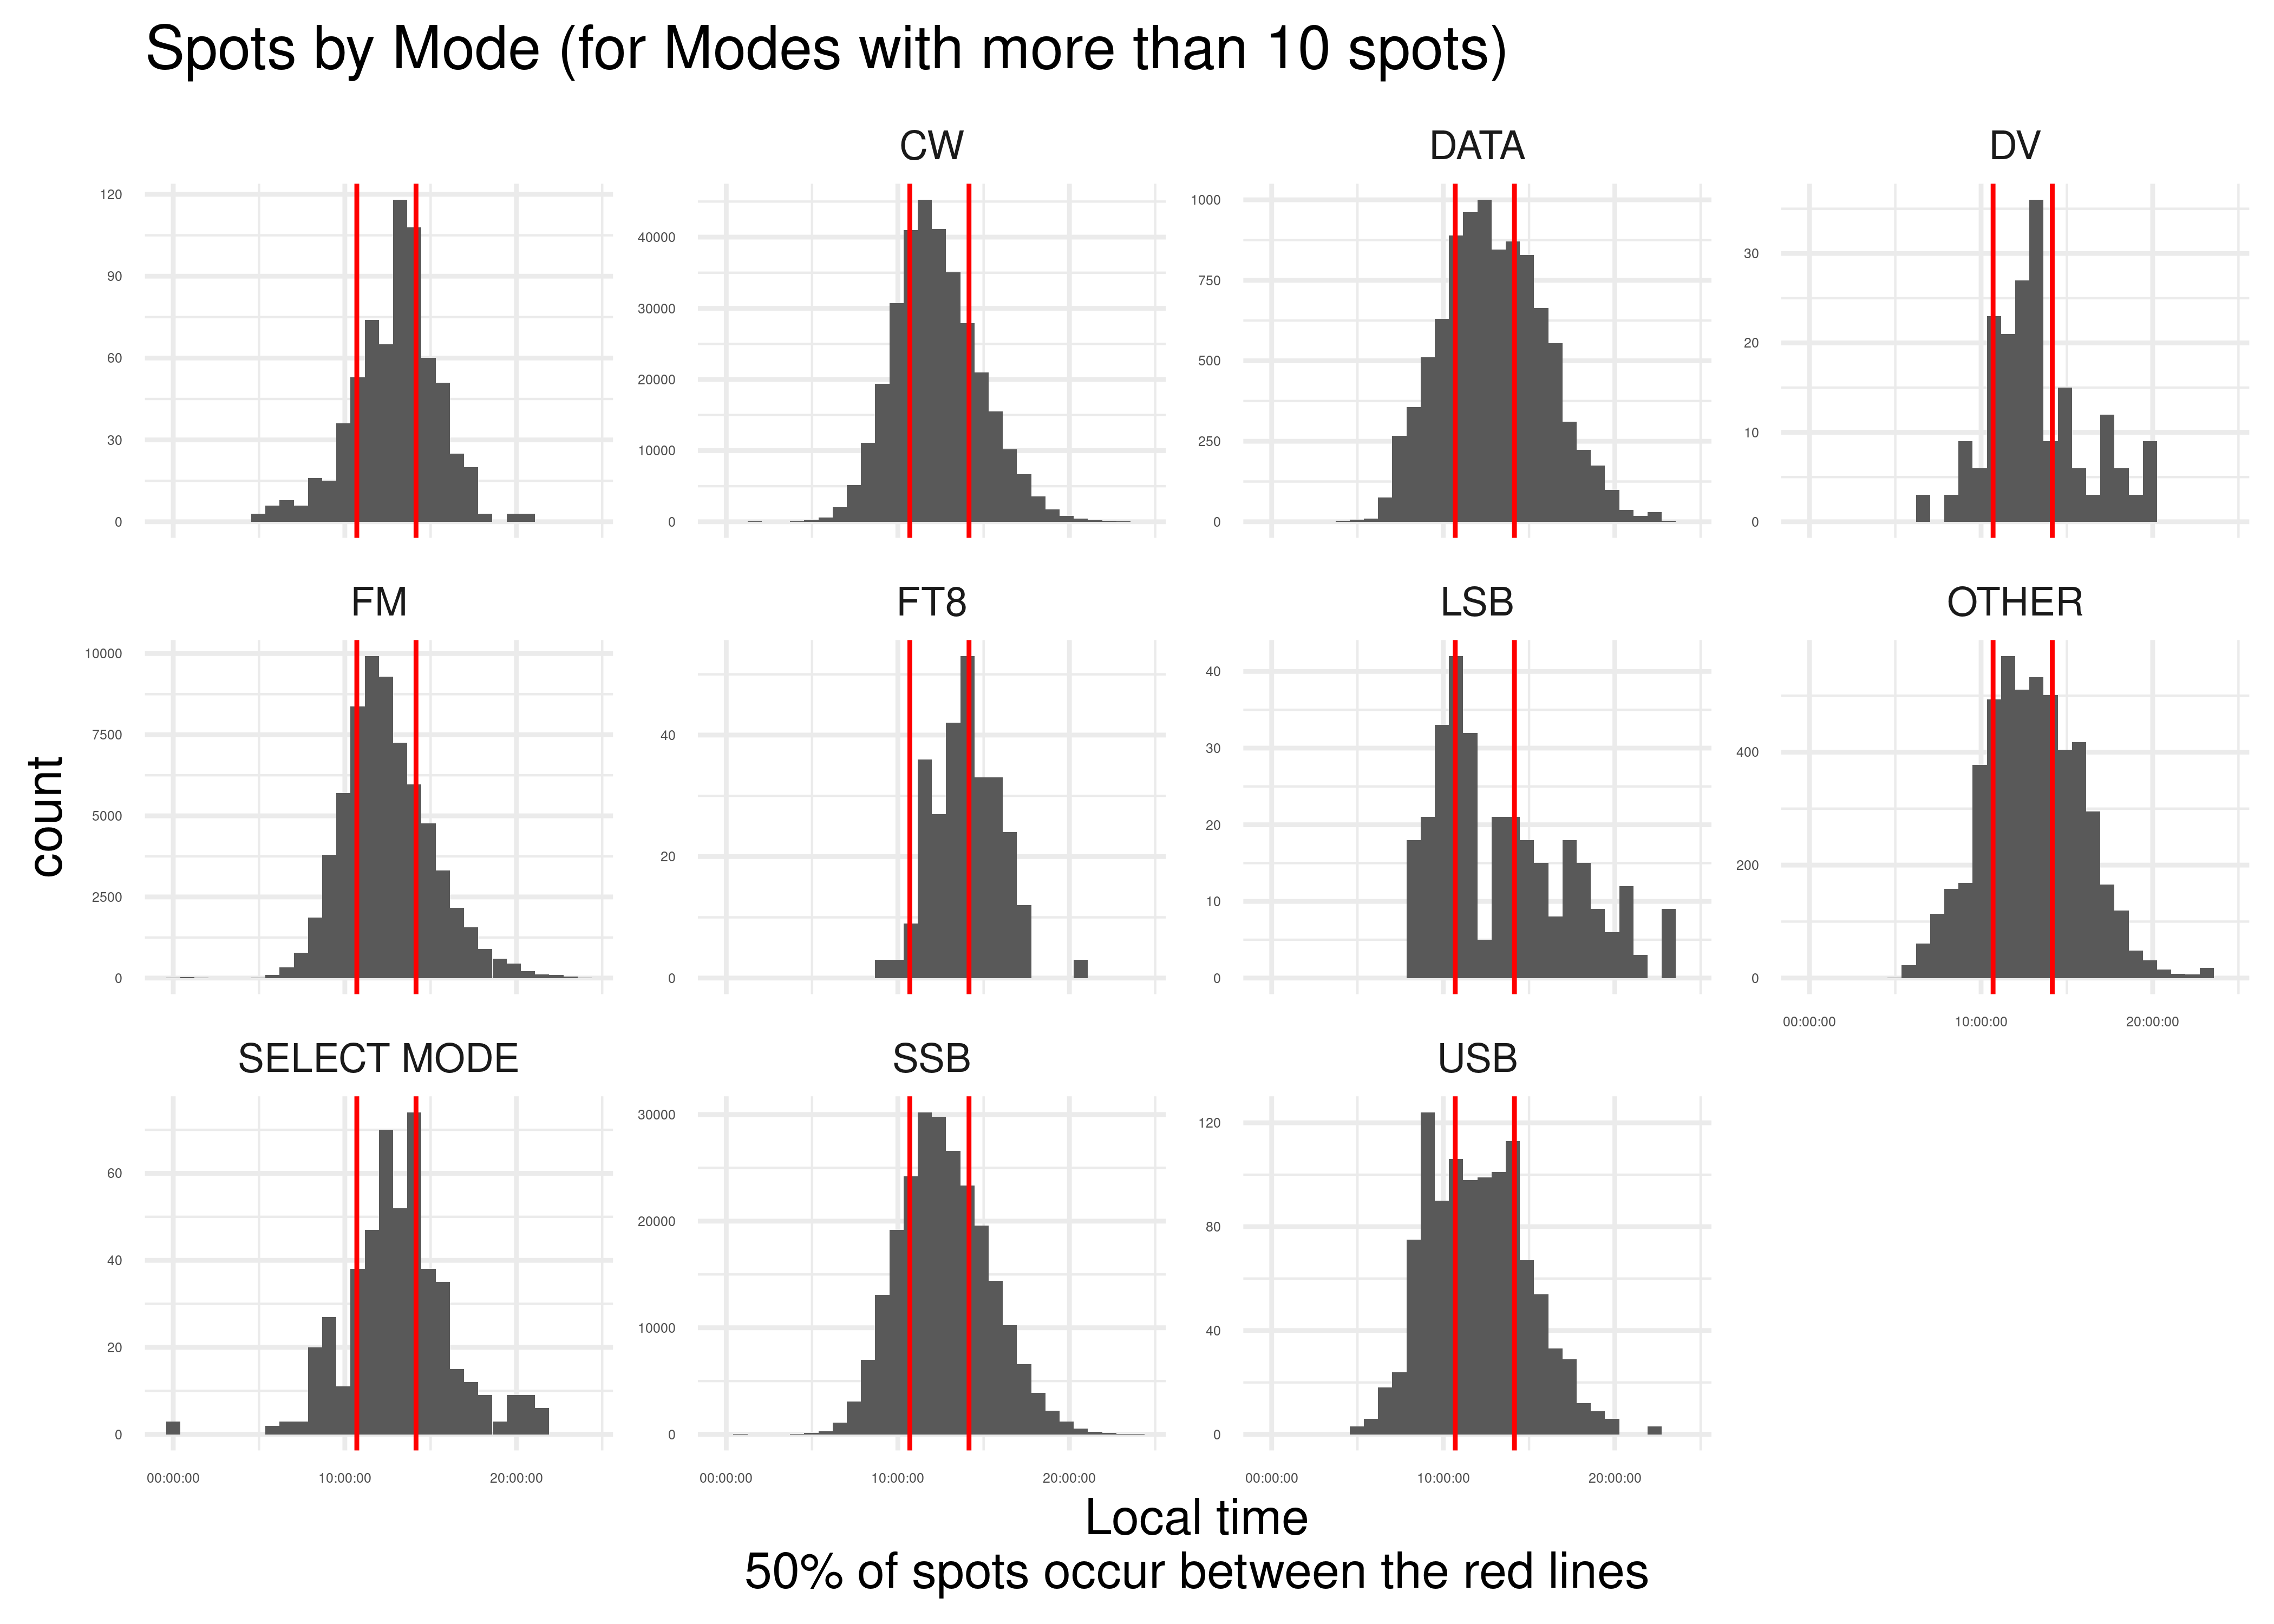 Spots by Mode (for Modes with more than 10 spots)
CW
DATA
DV
120
90
60
30
0
40000
30000
20000
10000
0
1000
750
500
250
0
30
20
10
0
FM
FT8
LSB
OTHER
10000
7500
5000
2500
0
40
20
0
40
30
20
10
0
400
200
0
00:00:00 10:00:00 20:00:00
SELECT MODE
SSB
USB
60
40
20
0
30000
20000
10000
0
120
80
40
0
00:00:00 10:00:00 20:00:00
00:00:00 10:00:00 20:00:00
00:00:00 10:00:00 20:00:00
count
Local time
50% of spots occur between the red lines